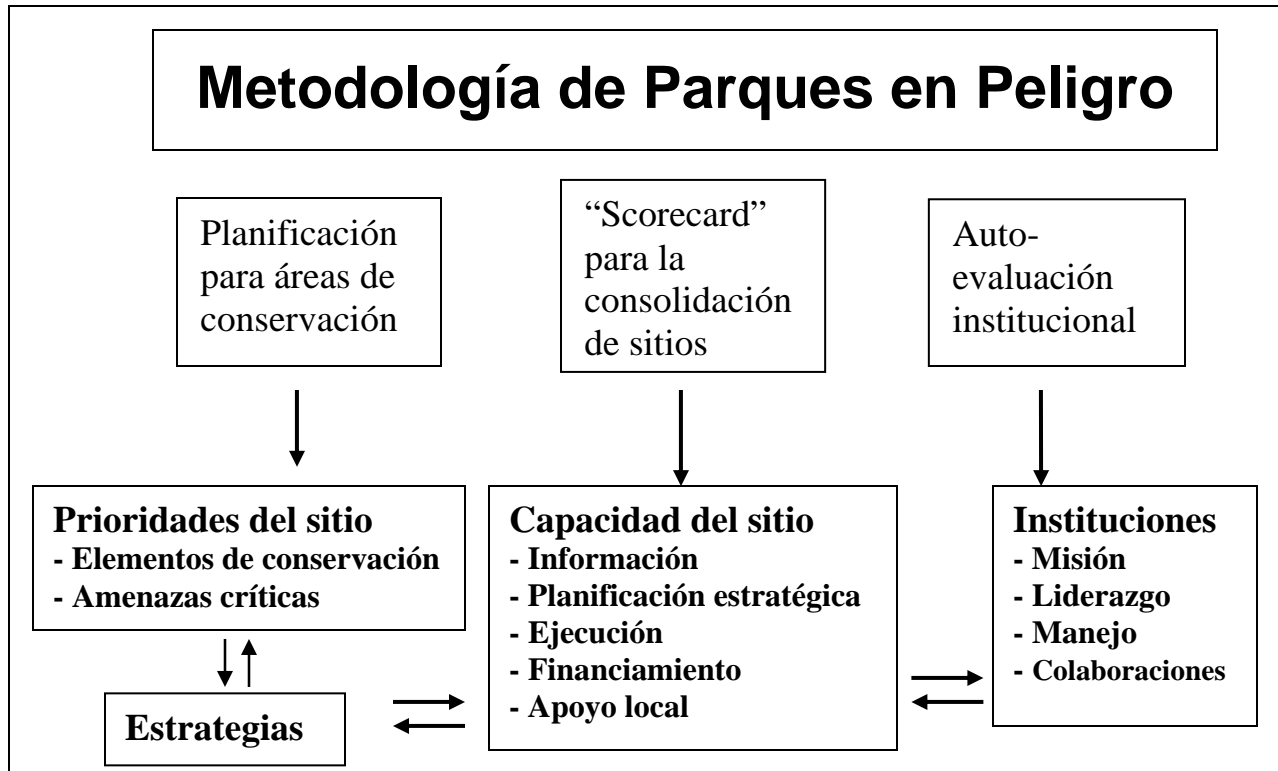 Metodología de Parques en Peligro
Planificación
para áreas de
conservación
“Scorecard”
para la
consolidación
de sitios
Auto-
evaluación
institucional
Prioridades del sitio
- Elementos de conservación
- Amenazas críticas
Estrategias
Capacidad del sitio
- Información
- Planificación estratégica
- Ejecución
- Financiamiento
- Apoyo local
Instituciones
- Misión
- Liderazgo
- Manejo
- Colaboraciones